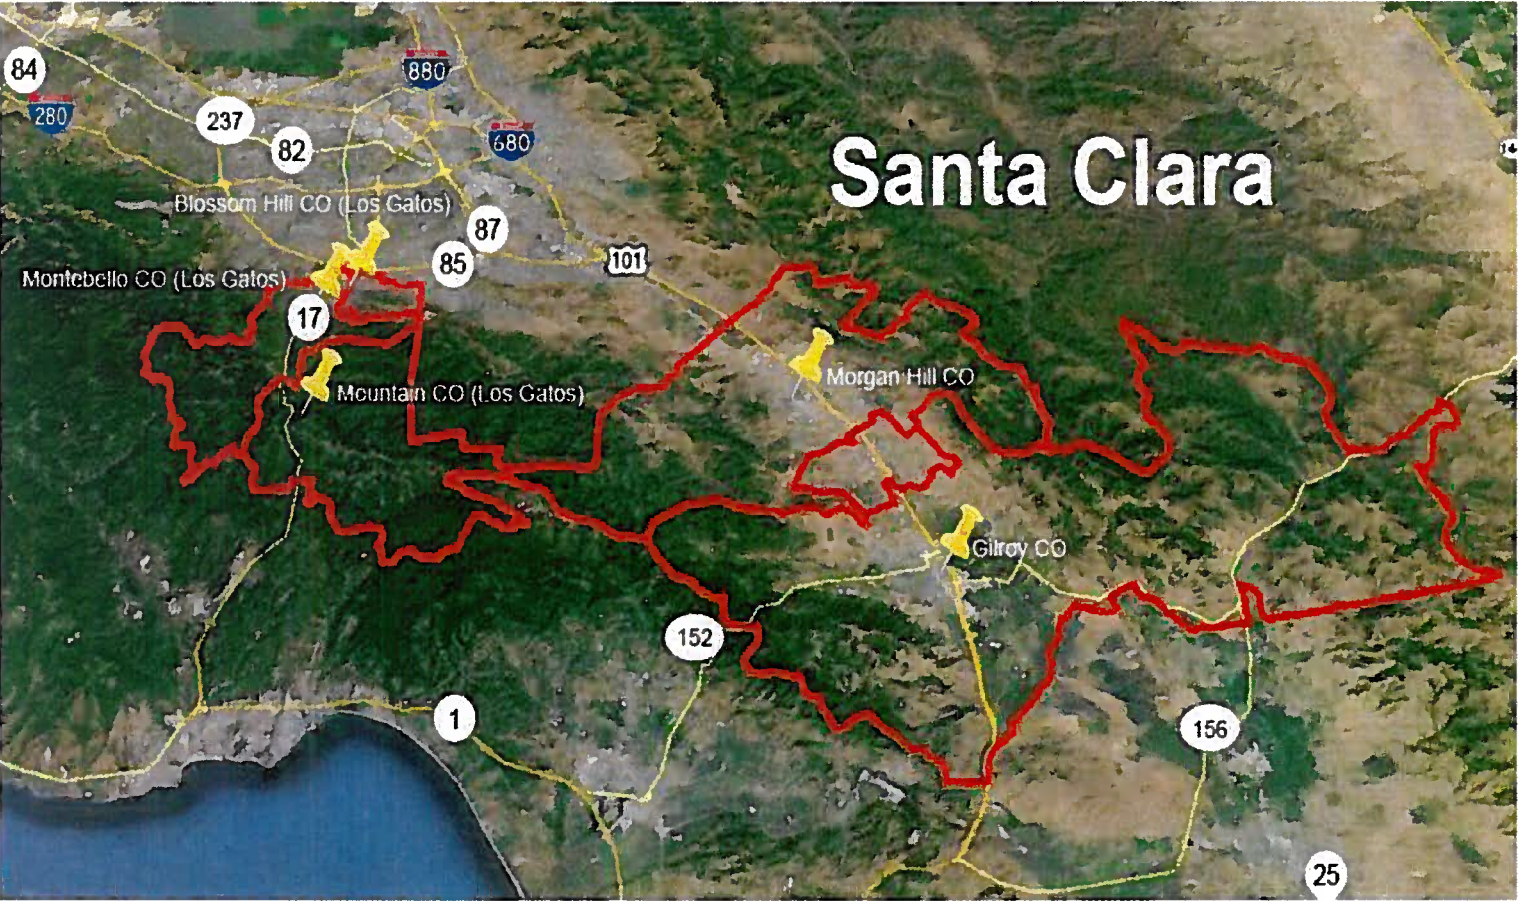 84
280
880
237
82
680
Santa Clara
Blossom Hill CO (Los Gatos)
87
85
101
Montebello CO (Los Gatos)
17
Morgan Hill CO
Mountain CO (Los Gatos)
Gilroy CO
152
1
156
25